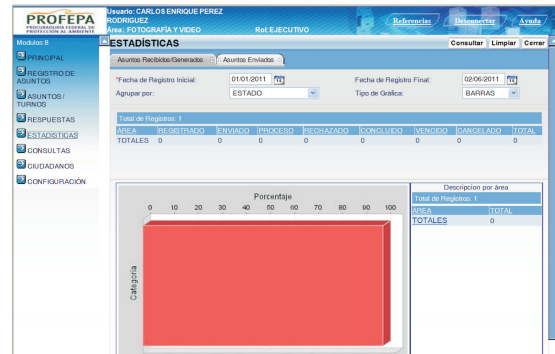 PROFEPA
PROCURADURÍA FEDERAL DE
PROTECCIÓN AL AMBIENTE
Usuario: CARLOS ENRIQUE PEREZ
RODRIGUEZ
Área: FOTOGRAFÍA Y VIDEO Rol: EJECUTIVO
Referencias Desconectar Ayuda
Modulos:8
PRINCIPAL
REGISTRO DE
ASUNTOS
ASUNTOS /
TURNOS
RESPUESTAS
ESTADISTICAS
CONSULTAS
CIUDADANOS
CONFIGURACIÓN
ESTADÍSTICAS
Consultar Limpiar Cerrar
Asuntos Recibidos/Generados Asuntos Enviados
*Fecha de Registro Inicial: 01/01/2011 Fecha de Registro Final: 02/06/2011
Agrupar por: ESTADO Tipo de Gráfica: BARRAS
Total de Registros: 1
AREA REGISTRADO ENVIADO PROCESO RECHAZADO CONCLUIDO VENCIDO CANCELADO TOTAL
TOTALES 0 0 0 0 0 0 0 0
Porcentaje
0 10 20 30 40 50 60 70 80 90 100
Categoría
Descripcion por área
Total de Registros: 1
AREA TOTAL
TOTALES 0